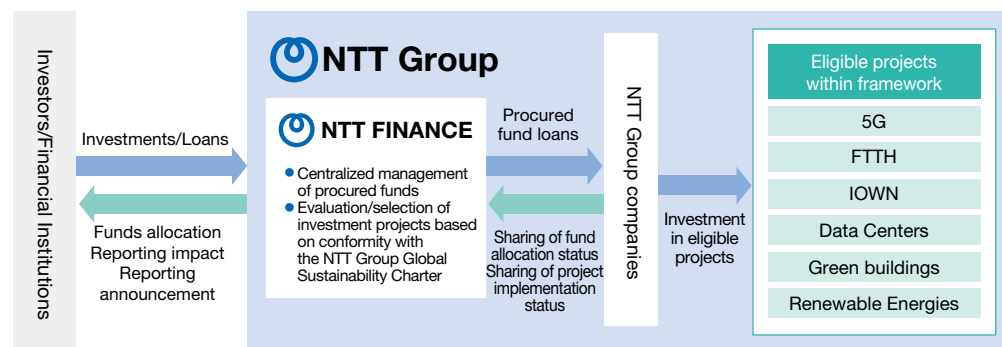 Investors/Financial Institutions
Investments/Loans
Funds allocation
Reporting impact
Reporting
announcement
NTT Group
NTT FINANCE
● Centralized management
of procured funds
● Evaluation/selection of
investment projects based
on conformity with
the NTT Group Global
Sustainability Charter
Procured
fund loans
Sharing of fund
allocation status
Sharing of project
implementation
status
NTT Group companies
Investment
in eligible
projects
Eligible projects
within framework
5G
FTTH
IOWN
Data Centers
Green buildings
Renewable Energies